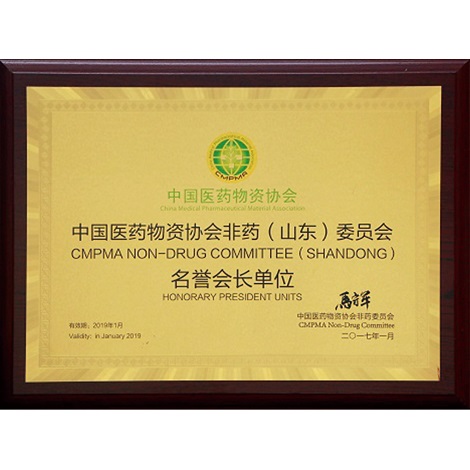 CMPMA
中国医药物资协会
China Medical Pharmaceutical Material Association
中国医药物资协会非药（山东）委员会
CMPMA NON-DRUG COMMITTEE（SHANDONG）
名誉会长单位
HONORARY PRESIDENT UNITS
中国医药物资协会非药委员会
CMPMA Non-Drug Committee
二〇一七年一月
有效期：2019年1月
Validity: in January 2019